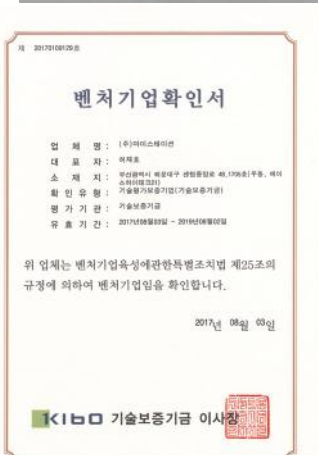 제 20170109129호
벤처기업확인서
업 체 명 : (주)아이스테이션
대 표 자 :
소 재 지 : 부산광역시 해운대구 센텀중앙로 48, 1705호(우동, 에이스하이테크21)
확 인 유 형 : 기술평가보증기업(기술보증기금)
평 가 기 관 : 기술보증기금
유 효 기 간 : 2017년08월03일 ~ 2019년08월02일
위 업체는 벤처기업육성에관한특별조치법 제25조의
규정에 의하여 벤처기업임을 확인합니다.
2017년 08월 03일
KIBO 기술보증기금 이사장